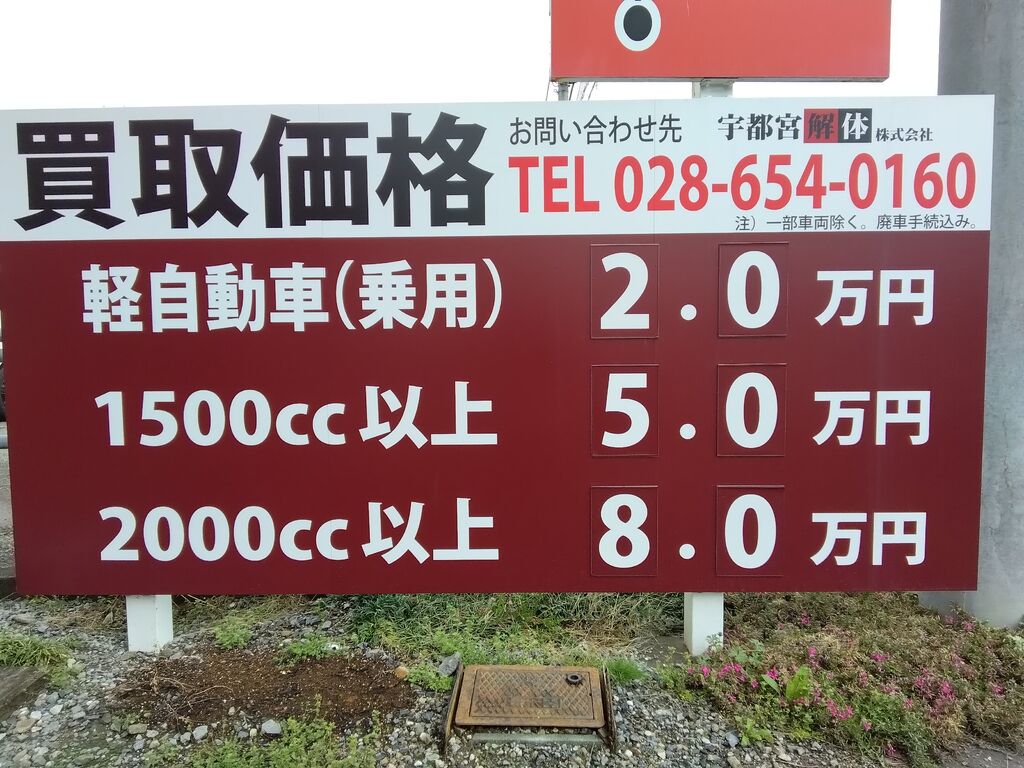 買取価格
お問い合わせ先 宇都宮解体株式会社
TEL 028-654-0160
注）一部車両除く。廃車手続込み。
軽自動車(乗用) 2.0 万円
1500cc 以上 5.0 万円
2000cc 以上 8.0 万円